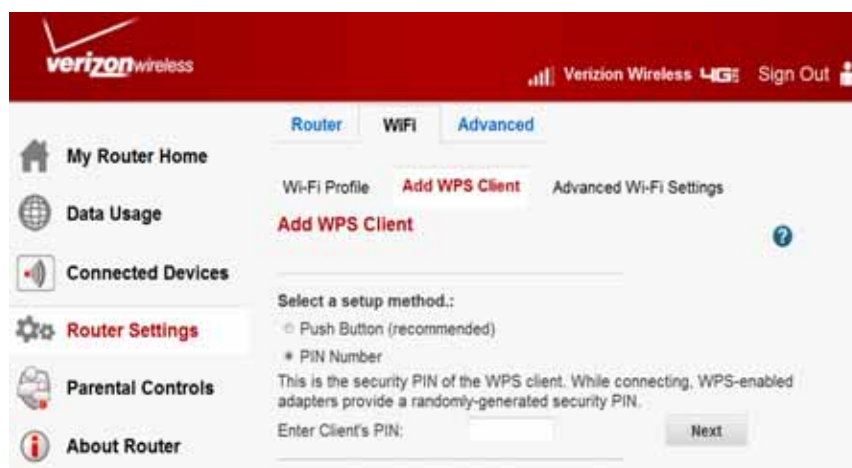 verizonwireless
Verizion Wireless 4G Sign Out
Router WiFi Advanced
My Router Home
Wi-Fi Profile Add WPS Client Advanced Wi-Fi Settings
Data Usage
Add WPS Client
?
Connected Devices
Select a setup method.:
Push Button (recommended)
Router Settings
PIN Number
This is the security PIN of the WPS client. While connecting, WPS-enabled
Parental Controls
adapters provide a randomly-generated security PIN.
Enter Client's PIN: Next
About Router